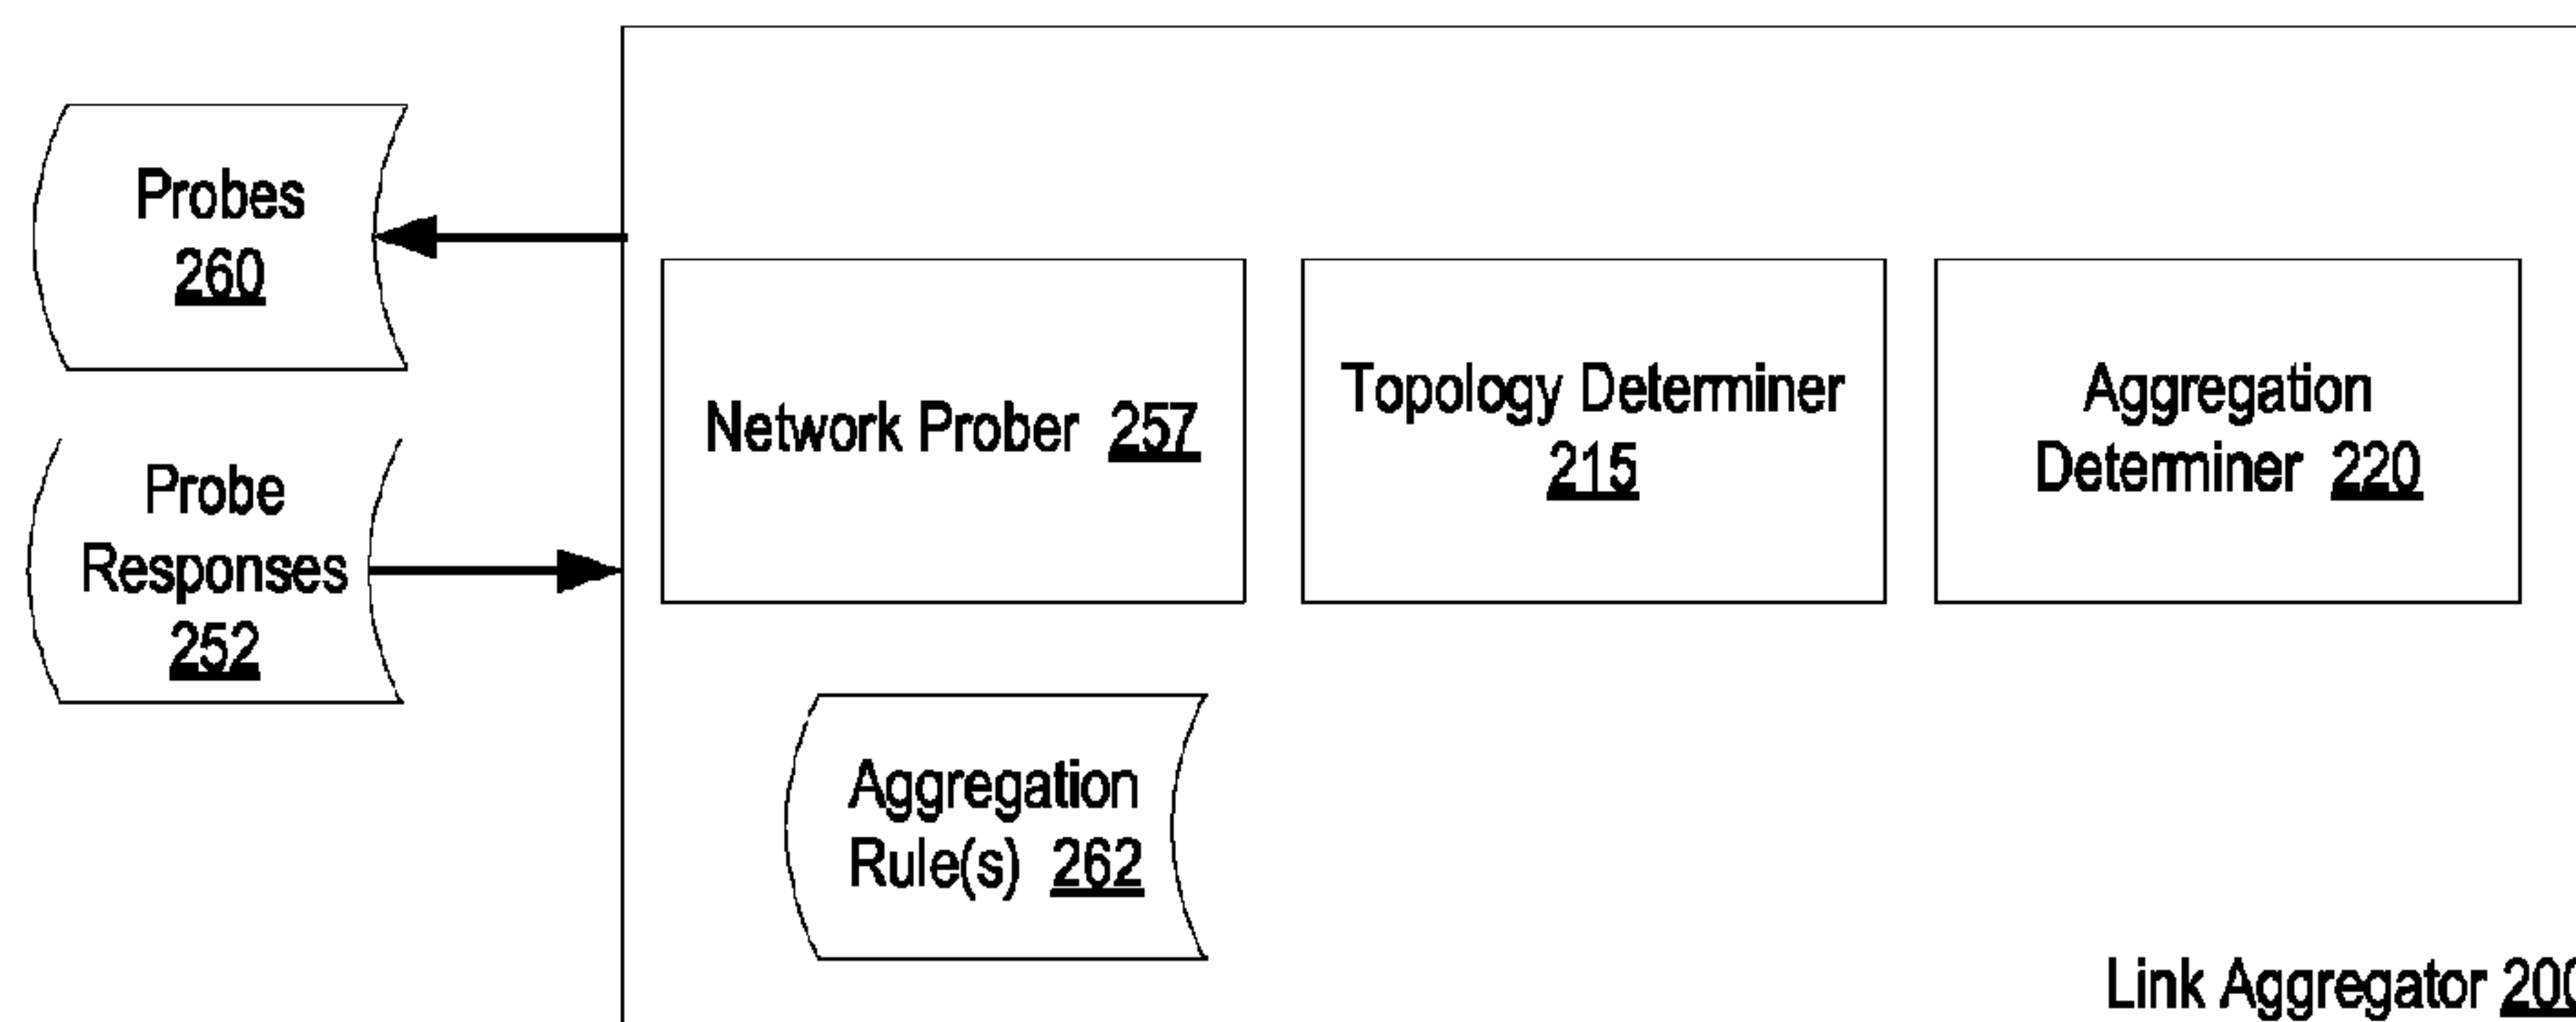 Probes
260
Probe
Responses
252
Network Prober 257
Topology Determiner
215
Aggregation
Determiner 220
Aggregation
Rule(s) 262
Link Aggregator 200